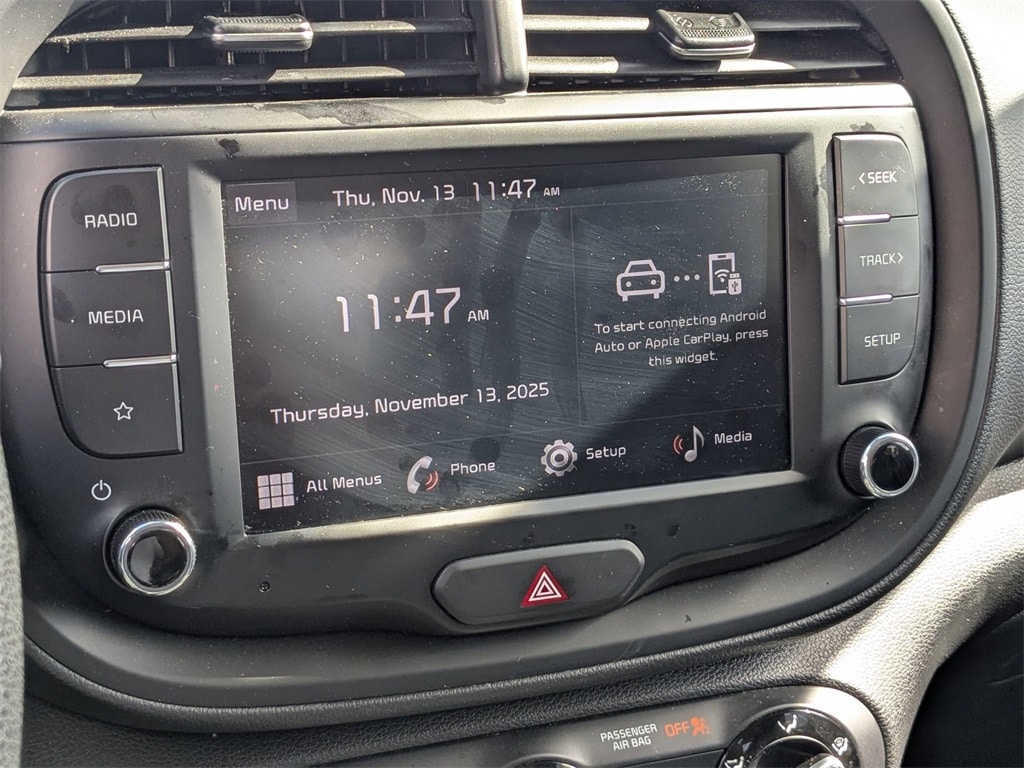 RADIO
MEDIA
Menu
Thu, Nov. 13 11:47 AM
11:47 AM
Thursday, November 13, 2025
To start connecting Android
Auto or Apple CarPlay, press
this widget.
All Menus
Phone
Setup
Media
< SEEK
TRACK >
SETUP
PASSENGER
AIR BAG
OFF